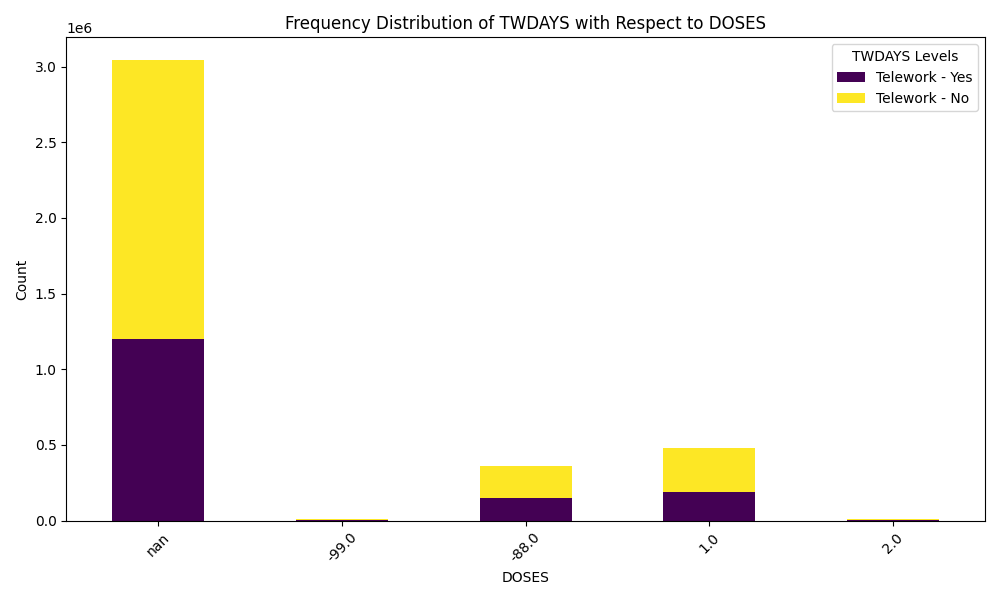 Frequency Distribution of TWDAYS with Respect to DOSES
1e6
TWDAYS Levels
Telework - Yes
Telework - No
3.0
2.5
2.0
1.5
1.0
0.5
0.0
Count
nan
-99.0
-88.0
1.0
2.0
DOSES